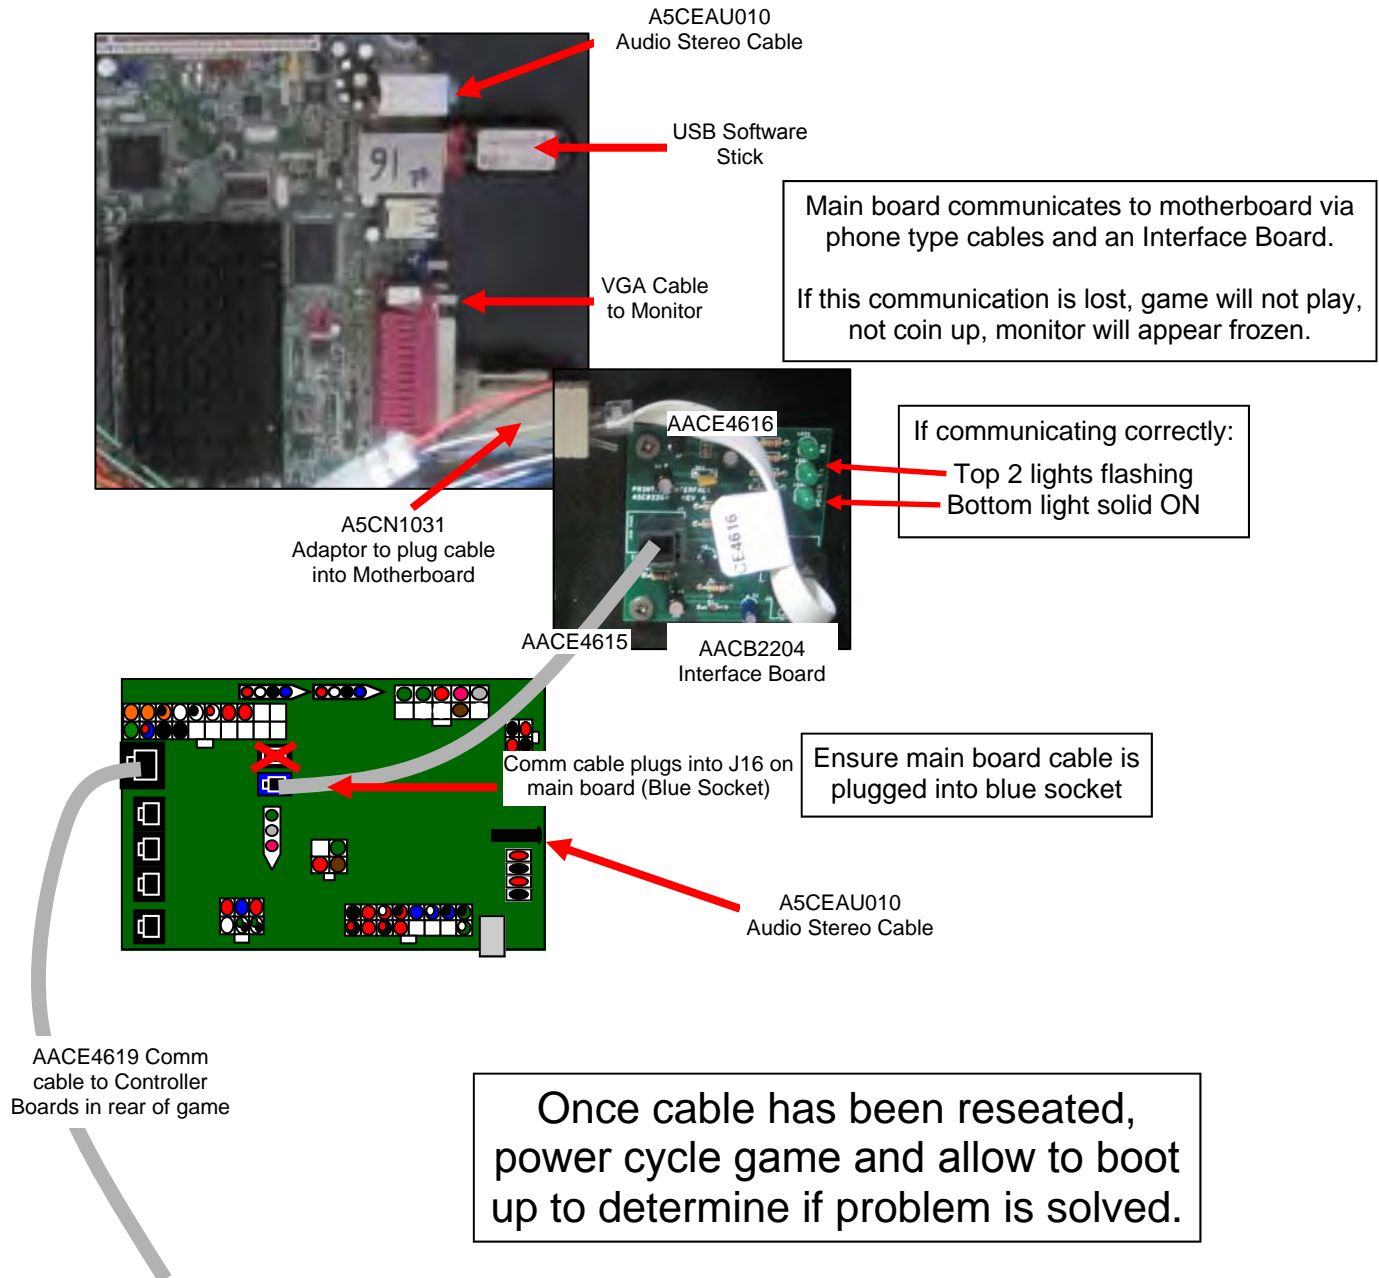 A5CEAU010
Audio Stereo Cable
USB Software
Stick
91
Main board communicates to motherboard via
phone type cables and an Interface Board.
If this communication is lost, game will not play,
not coin up, monitor will appear frozen.
VGA Cable
to Monitor
AACE4616
If communicating correctly:
Top 2 lights flashing
Bottom light solid ON
A5CN1031
Adaptor to plug cable
into Motherboard
CE4616
AACE4615
AACB2204
Interface Board
Comm cable plugs into J16 on
main board (Blue Socket)
Ensure main board cable is
plugged into blue socket
A5CEAU010
Audio Stereo Cable
AACE4619 Comm
cable to Controller
Boards in rear of game
Once cable has been reseated,
power cycle game and allow to boot
up to determine if problem is solved.